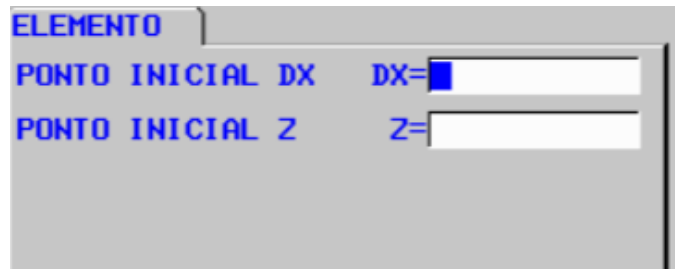 ELEMENTO
PONTO INICIAL DX DX=
PONTO INICIAL Z Z=